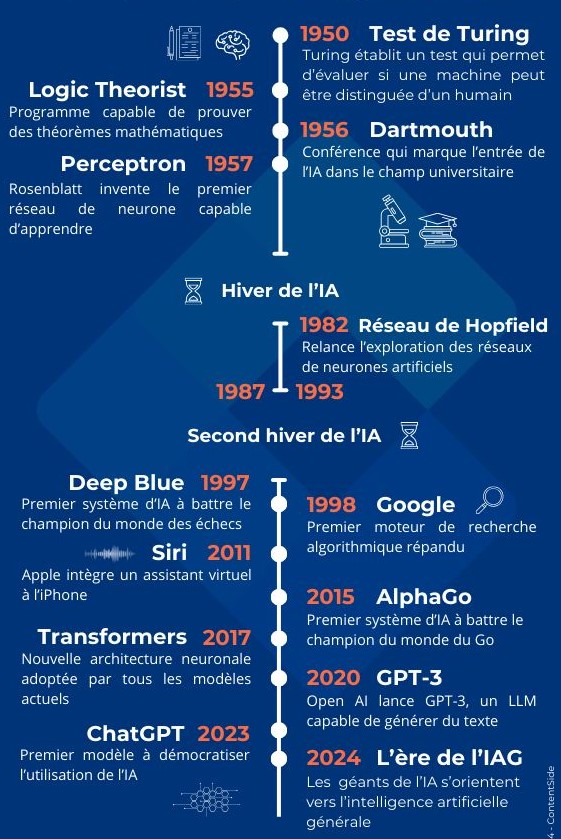 1950 Test de Turing
Turing établit un test qui permet
d'évaluer si une machine peut
être distinguée d'un humain
Logic Theorist 1955
Programme capable de prouver
des théorèmes mathématiques
1956 Dartmouth
Conférence qui marque l'entrée de
l'IA dans le champ universitaire
Perceptron 1957
Rosenblatt invente le premier
réseau de neurone capable
d'apprendre
Hiver de l'IA
1982 Réseau de Hopfield
Relance l'exploration des réseaux
de neurones artificiels
1987 1993
Second hiver de l'IA
Deep Blue 1997
Premier système d'IA à battre le
champion du monde des échecs
1998 Google
Premier moteur de recherche
algorithmique répandu
Siri 2011
Apple intègre un assistant virtuel
à l'iPhone
2015 AlphaGo
Premier système d'IA à battre le
champion du monde du Go
Transformers 2017
Nouvelle architecture neuronale
adoptée par tous les modèles
actuels
2020 GPT-3
Open AI lance GPT-3, un LLM
capable de générer du texte
ChatGPT 2023
Premier modèle à démocratiser
l'utilisation de l'IA
2024 L'ère de l'IAG
Les géants de l'IA s'orientent
vers l'intelligence artificielle
générale
4 - ContentSide